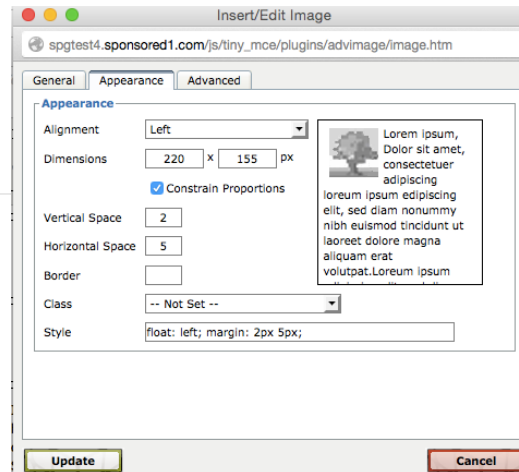 Insert/Edit Image
spgtest4.sponsored1.com/js/tiny_mce/plugins/advimage/image.htm
General Appearance Advanced
Appearance
Alignment Left
Dimensions 220 x 155 px
Constrain Proportions
Vertical Space 2
Horizontal Space 5
Border
Class -- Not Set --
Style float: left; margin: 2px 5px;
Lorem ipsum,
Dolor sit amet,
consectetuer
adipiscing
loreum ipsum edipiscing
elit, sed diam nonummy
nibh euismod tincidunt ut
laoreet dolore magna
aliquam erat
volutpat.Loreum ipsum
Update Cancel